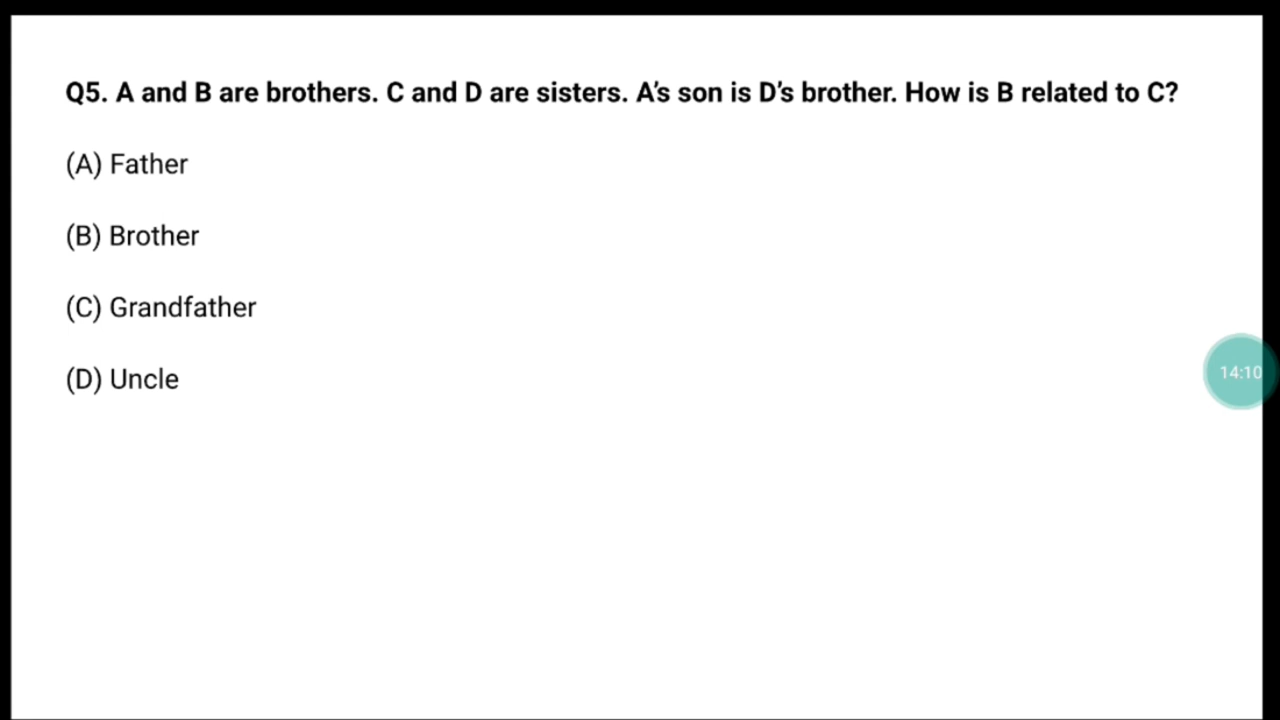 Q5. A and B are brothers. C and D are sisters. A’s son is D’s brother. How is B related to C?
(A) Father
(B) Brother
(C) Grandfather
(D) Uncle
14:10